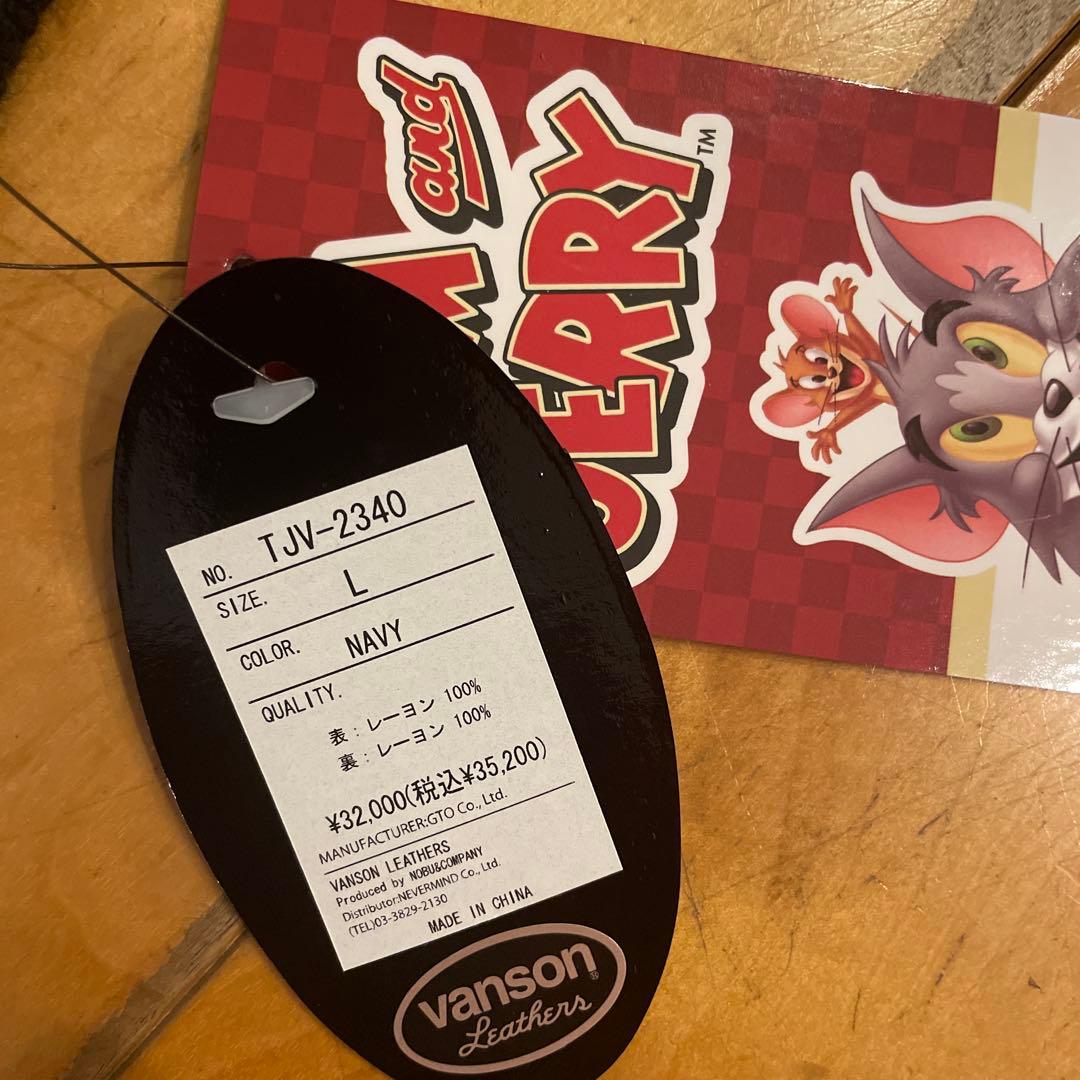 and
JERRY™
NO. TJV-2340
SIZE. L
COLOR. NAVY
QUALITY.
表:レーヨン 100%
裏:レーヨン 100%
¥32,000(税込¥35,200)
MANUFACTURER:GTO Co., Ltd.
VANSON LEATHERS
Produced by NOBU&COMPANY
Distributor:NEVERMIND Co., Ltd.
(TEL)03-3829-2130
MADE IN CHINA
vanson®
Leathers